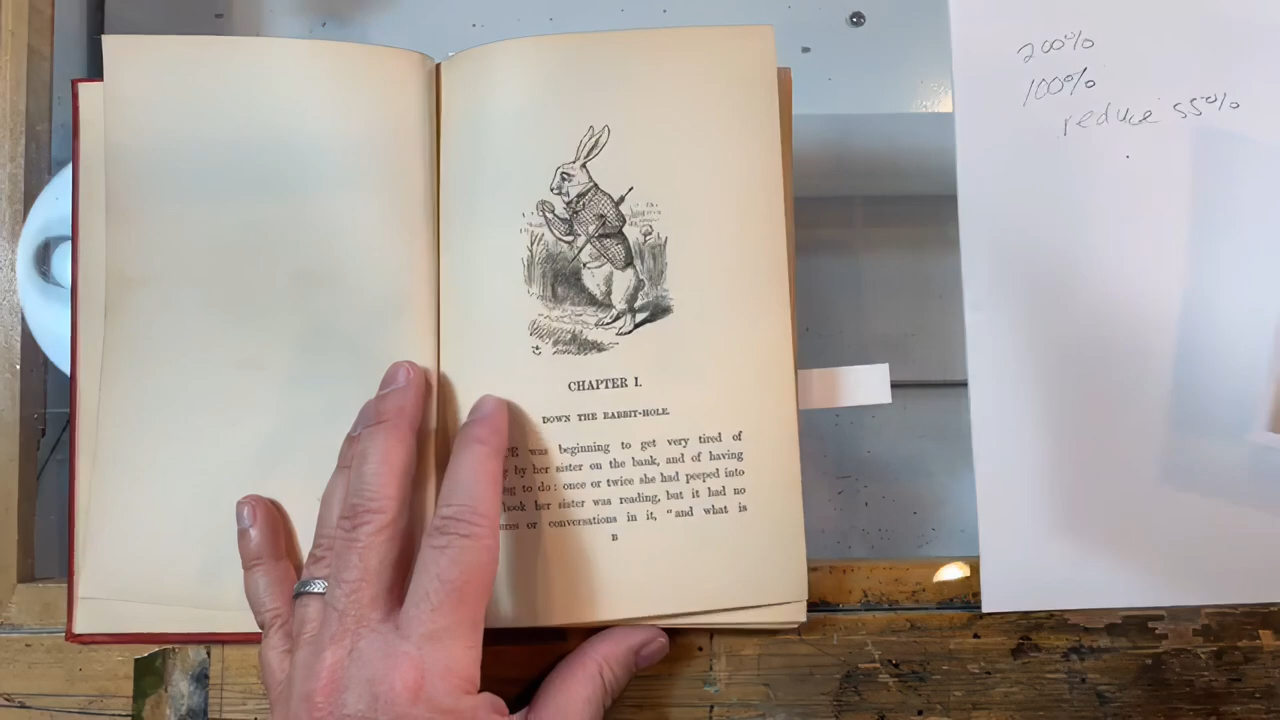 CHAPTER I.
DOWN THE RABBIT-HOLE.
was beginning to get very tired of
by her sister on the bank, and of having
to do: once or twice she had peeped into
book her sister was reading, but it had no
or conversations in it, "and what is
B
200%
100%
reduce 55%